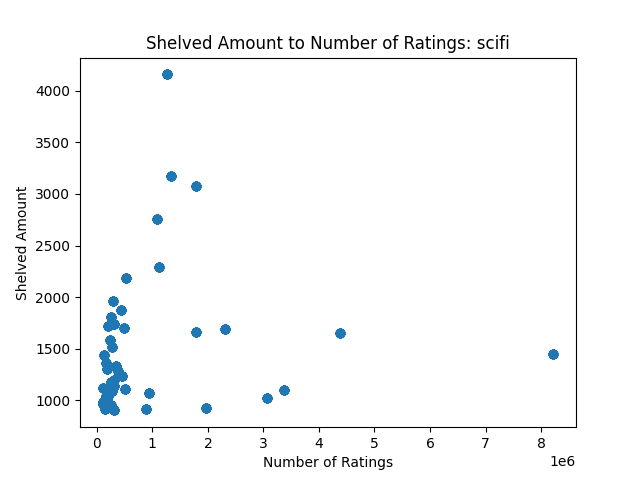 Shelved Amount to Number of Ratings: scifi
4000
3500
3000
2500
2000
1500
1000
Shelved Amount
0 1 2 3 4 5 6 7 8
1e6
Number of Ratings